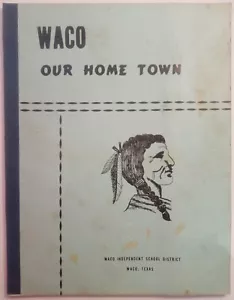 WACO
OUR HOME TOWN
WACO INDEPENDENT SCHOOL DISTRICT
WACO, TEXAS